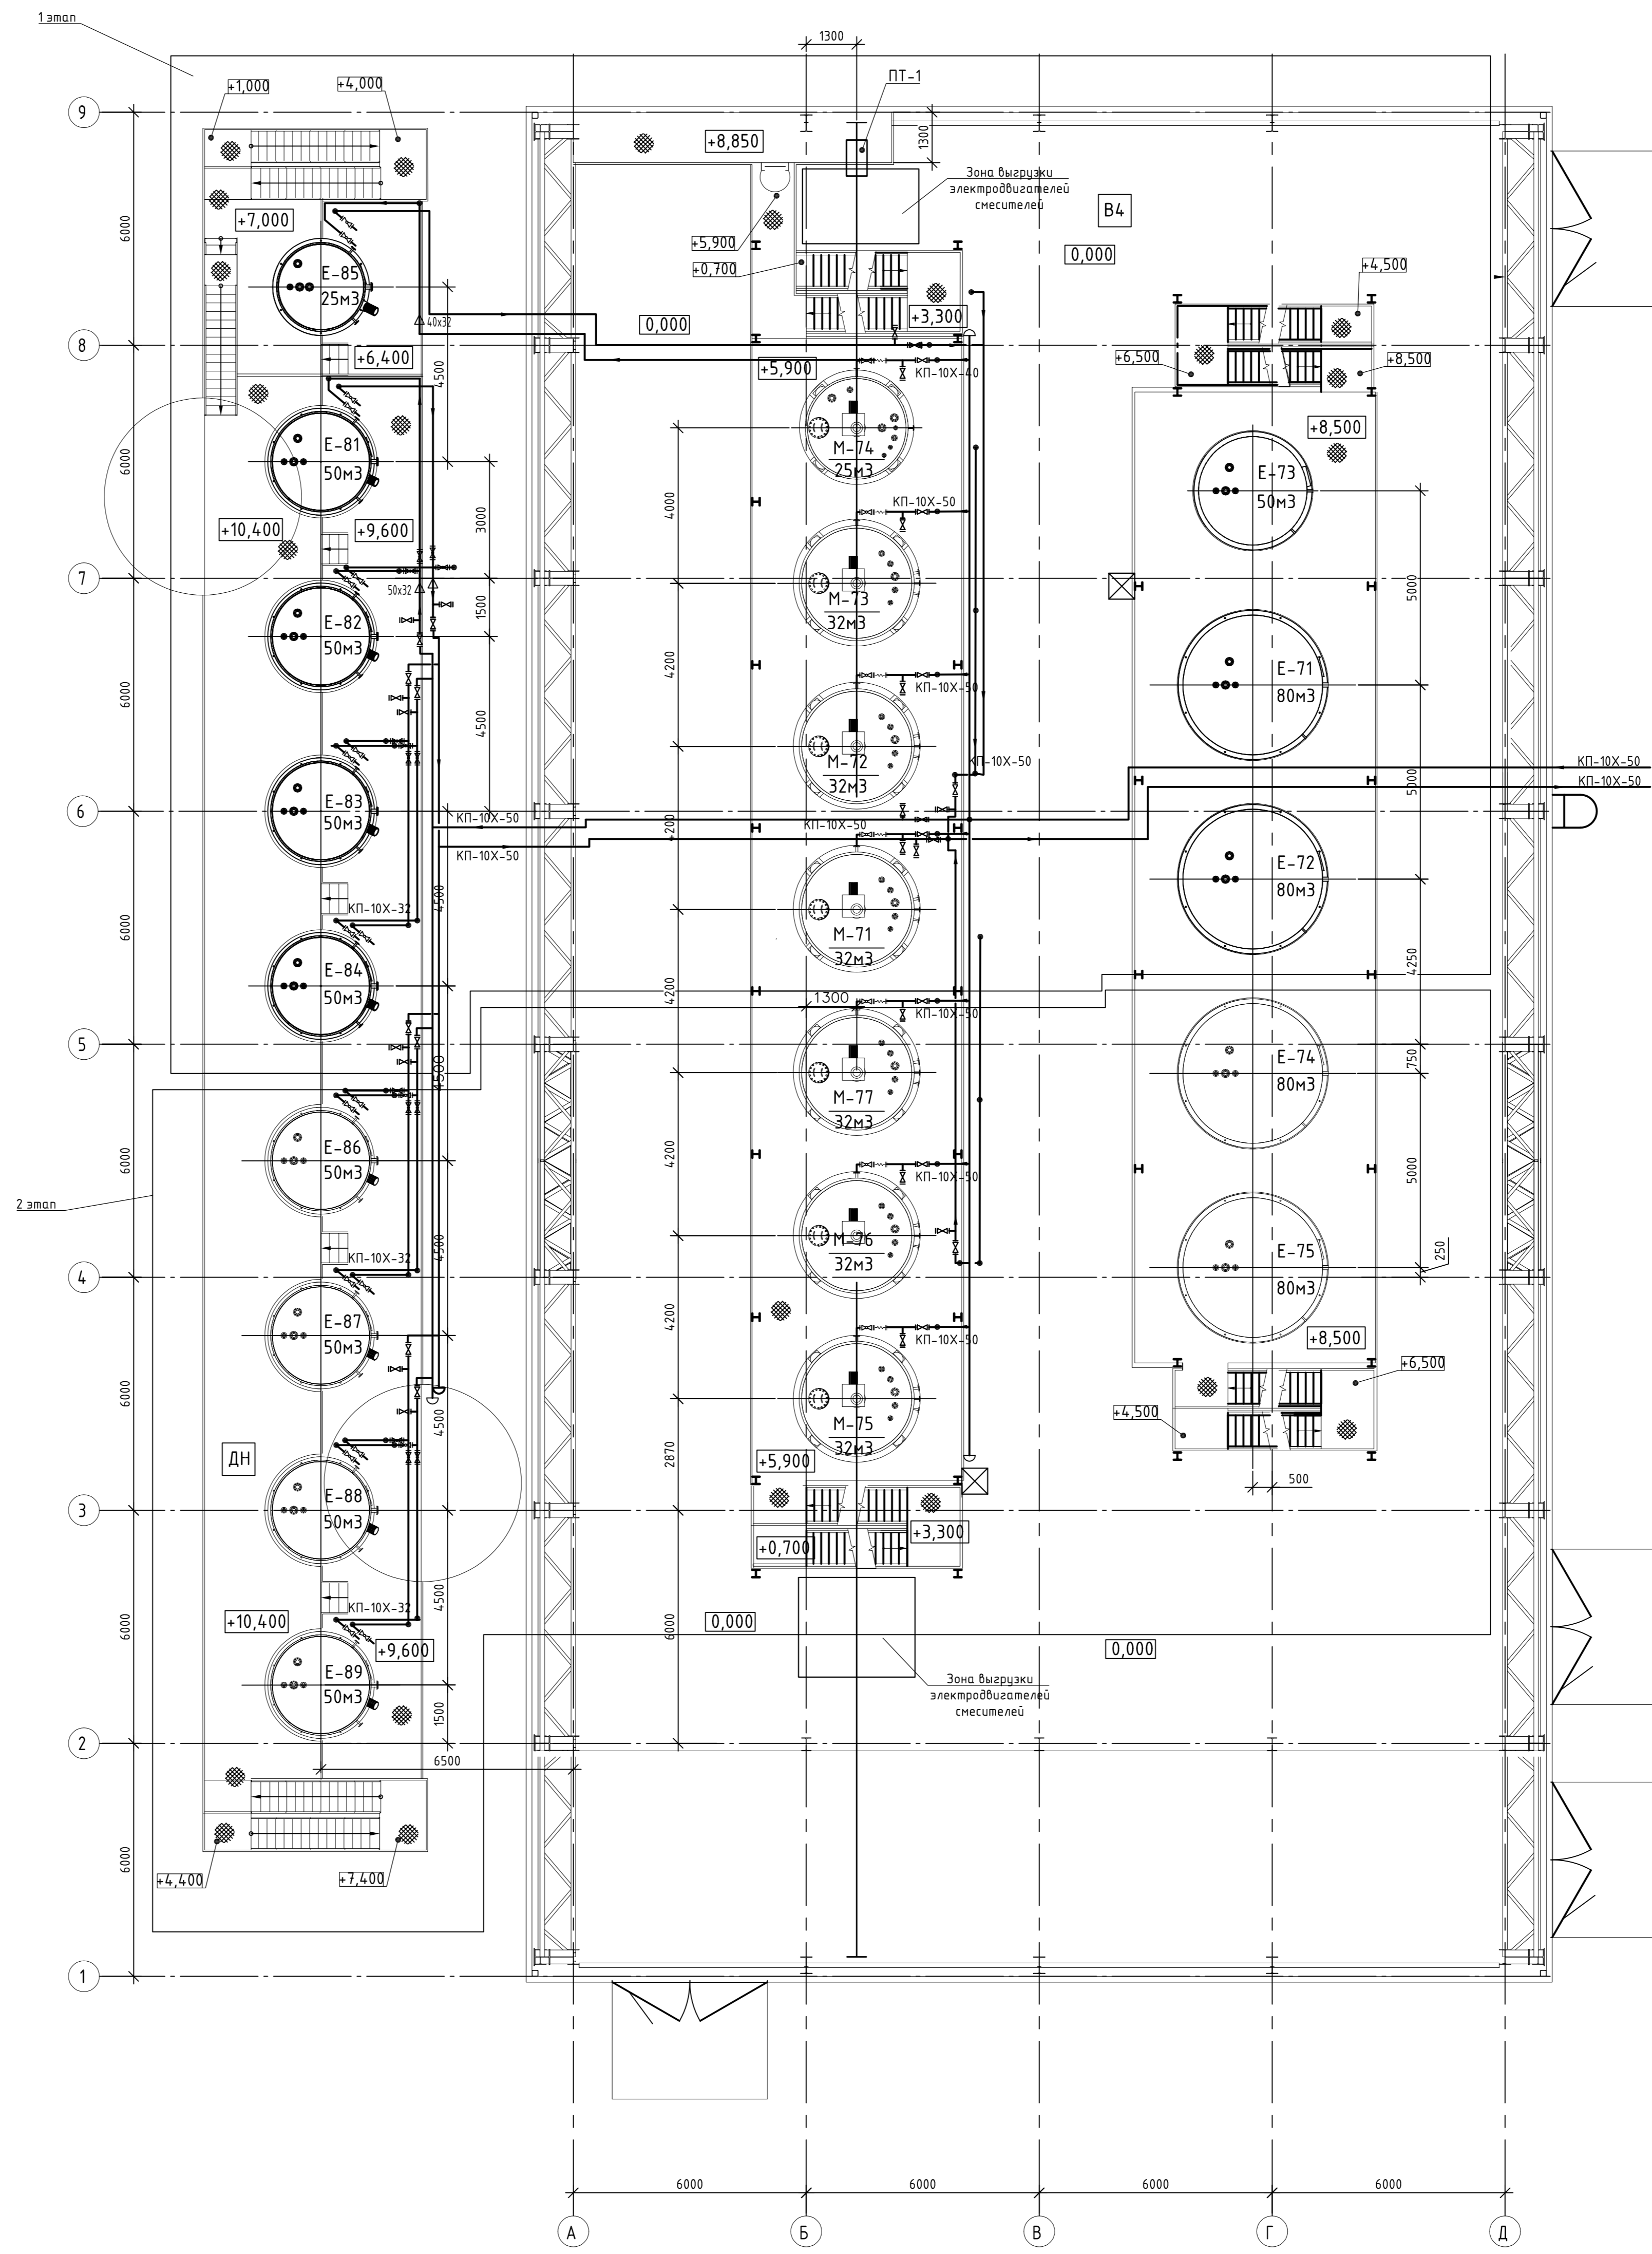 1 этап
1300
ПТ-1
+1,000
+4,000
9
+8,850
1300
Зона выгрузки
электродвигателей
смесителей
В4
+7,000
6000
+5,900
0,000
+0,700
+4,500
Е-85
25м3
40х32
0,000
+3,300
8
+6,400
+6,500
+8,500
4500
+5,900
КП-10Х-40
+8,500
Е-81
50м3
6000
М-74
25м3
Е-73
50м3
4000
КП-10Х-50
3000
+10,400
+9,600
7
50х32
М-73
32м3
5000
1500
Е-82
50м3
6000
4200
КП-10Х-50
Е-71
80м3
4500
М-72
32м3
КП-10Х-50
КП-10Х-50
КП-10Х-50
5000
6
Е-83
50м3
КП-10Х-50
КП-10Х-50
4200
КП-10Х-50
Е-72
80м3
4500
КП-10Х-32
6000
М-71
32м3
4250
Е-84
50м3
4200
1300
КП-10Х-50
5
4500
750
Е-74
80м3
М-77
32м3
Е-86
50м3
6000
4200
КП-10Х-50
5000
2 этап
4500
КП-10Х-32
М-76
32м3
Е-75
80м3
250
4
Е-87
50м3
4200
КП-10Х-50
+8,500
6000
+6,500
4500
+4,500
М-75
32м3
2870
ДН
+5,900
500
Е-88
50м3
3
+3,300
+0,700
4500
КП-10Х-32
+10,400
+9,600
6000
0,000
6000
0,000
Е-89
50м3
Зона выгрузки
электродвигателей
смесителей
1500
2
6500
6000
+4,400
+7,400
1
6000
6000
6000
6000
А
Б
В
Г
Д